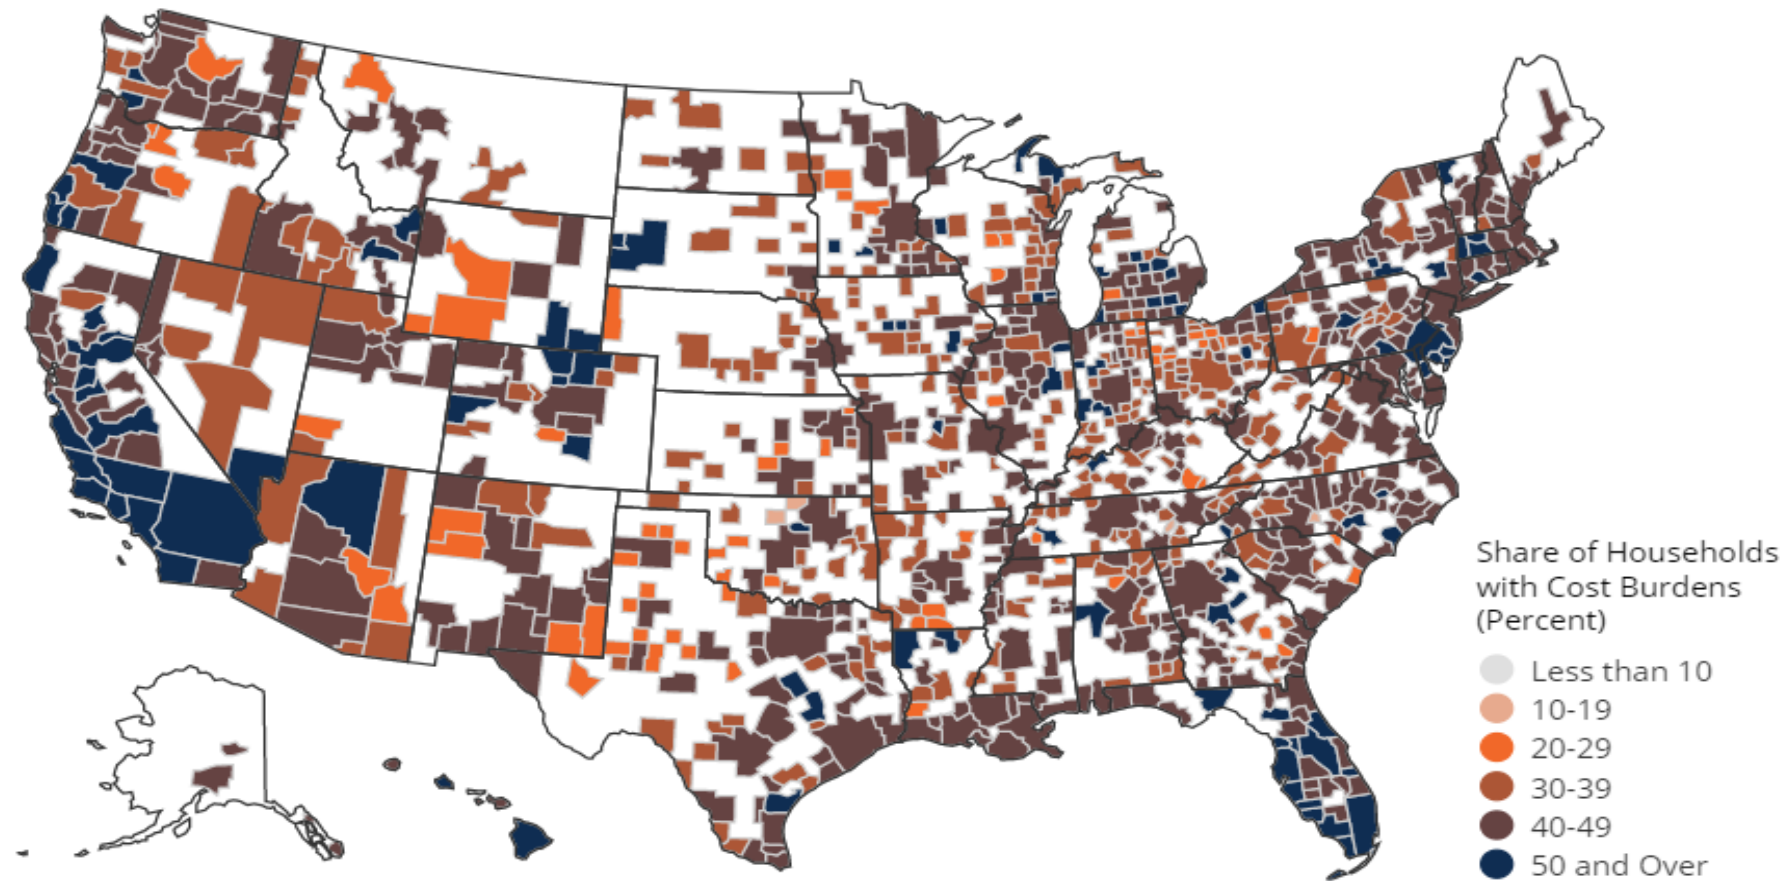 Share of Households
with Cost Burdens
(Percent)
Less than 10
10-19
20-29
30-39
40-49
50 and Over